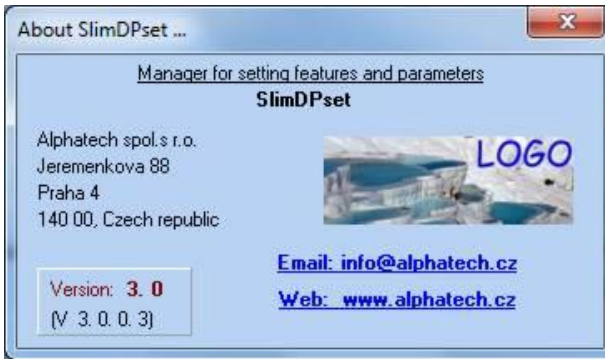 About SlimDPset ...
Manager for setting features and parameters
SlimDPset
Alphatech spol.s r.o.
Jeremenkova 88
Praha 4
140 00, Czech republic
LOGO
Email: info@alphatech.cz
Web: www.alphatech.cz
Version: 3. 0
(V 3. 0. 0. 3)